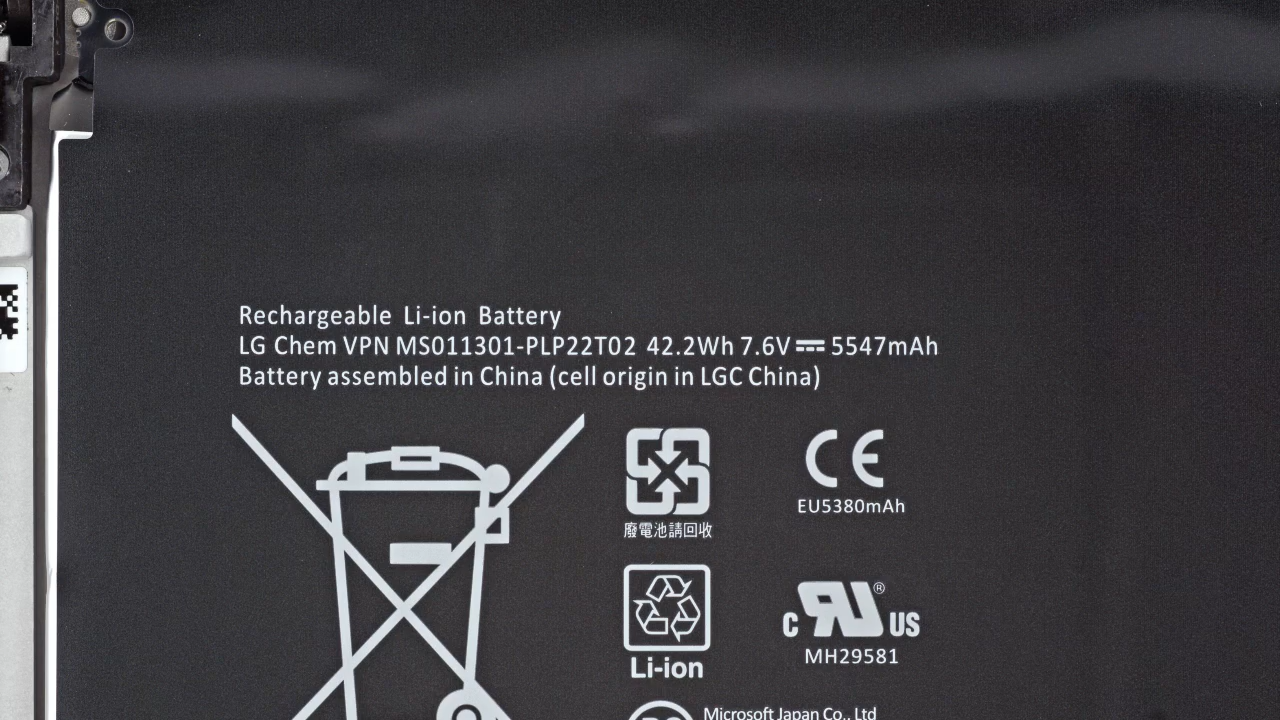 Rechargeable Li-ion Battery
LG Chem VPN MS011301-PLP22T02 42.2Wh 7.6V 5547mAh
Battery assembled in China (cell origin in LGC China)
CE
EU5380mAh
廢電池請回收
C RU ® US
MH29581
Li-ion
Microsoft Japan Co., Ltd